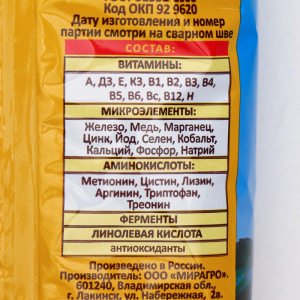 Код ОКП 92 9620
Дату изготовления и номер
партии смотри на сварном шве
СОСТАВ:
ВИТАМИНЫ:
А, Д3, Е, К3, В1, В2, В3, В4,
В5, В6, Вс, В12, Н
МИКРОЭЛЕМЕНТЫ:
Железо, Медь, Марганец,
Цинк, Йод, Селен, Кобальт,
Кальций, Фосфор, Натрий
АМИНОКИСЛОТЫ:
Метионин, Цистин, Лизин,
Аргинин, Триптофан,
Треонин
ФЕРМЕНТЫ
ЛИНОЛЕВАЯ КИСЛОТА
антиоксиданты
Произведено в России.
Производитель: ООО «МИРАГРО»
601240, Владимирская обл.,
г. Лакинск, ул. Набережная, 2а.